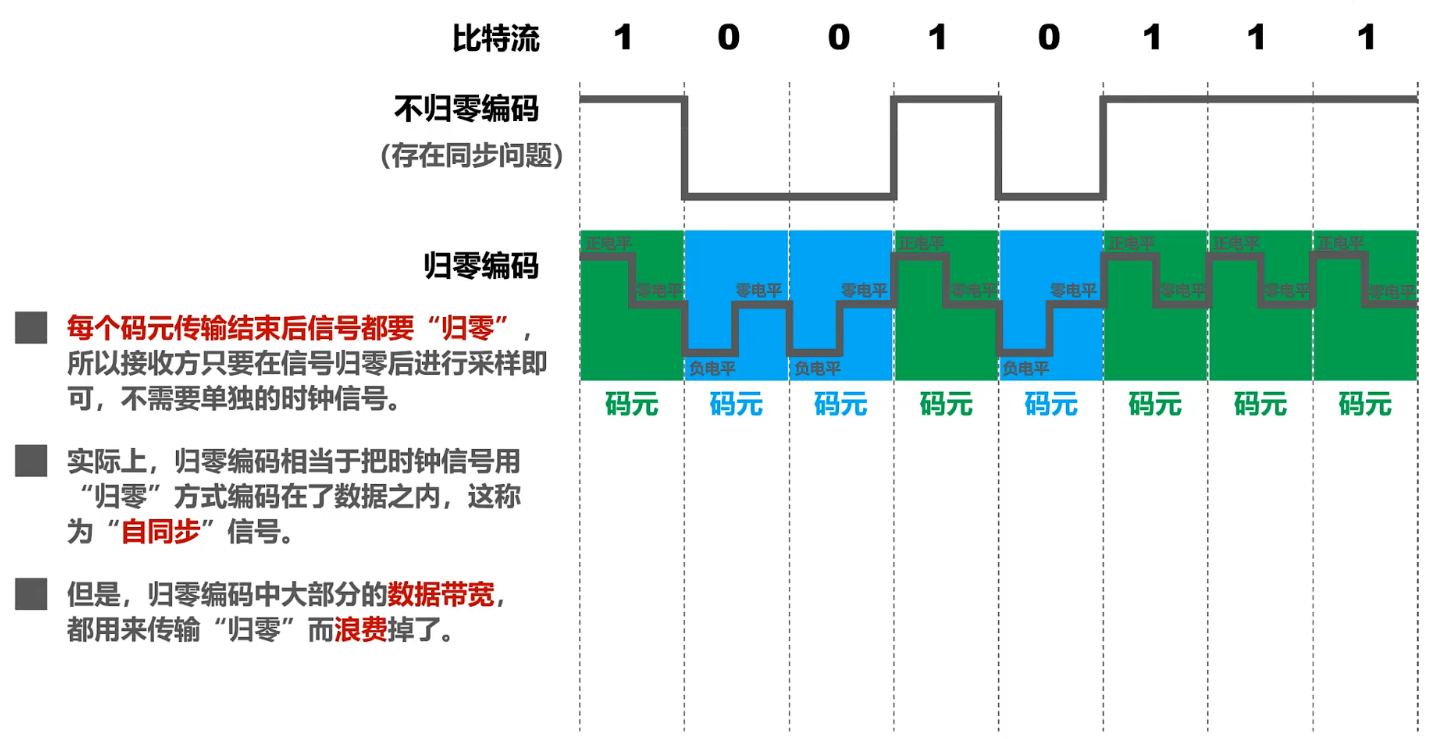 比特流 1 0 0 1 0 1 1 1
不归零编码
（存在同步问题）
归零编码
正电平 正电平 正电平 正电平 正电平
零电平 零电平 零电平 零电平 零电平 零电平 零电平 零电平
负电平 负电平 负电平
码元 码元 码元 码元 码元 码元 码元 码元
每个码元传输结束后信号都要“归零”，
所以接收方只要在信号归零后进行采样即
可，不需要单独的时钟信号。
实际上，归零编码相当于把时钟信号用
“归零”方式编码在了数据之内，这称
为“自同步”信号。
但是，归零编码中大部分的数据带宽，
都用来传输“归零”而浪费掉了。